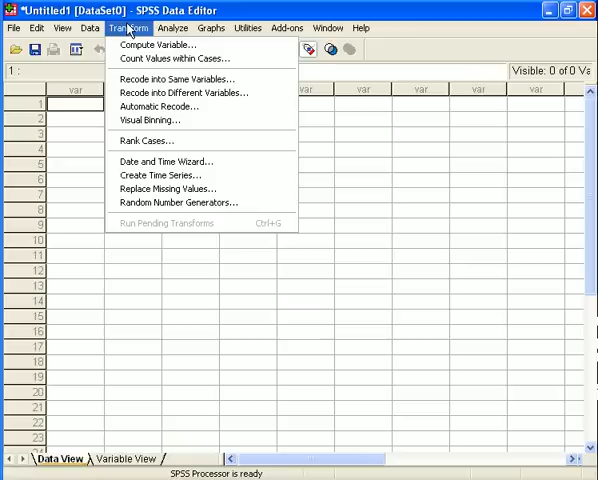 *Untitled1 [DataSet0] - SPSS Data Editor
File Edit View Data Transform Analyze Graphs Utilities Add-ons Window Help
Compute Variable...
Count Values within Cases...
Recode into Same Variables...
Recode into Different Variables...
Automatic Recode...
Visual Binning...
Rank Cases...
Date and Time Wizard...
Create Time Series...
Replace Missing Values...
Random Number Generators...
Run Pending Transforms Ctrl+G
1 :
Visible: 0 of 0 Va
var var var var var var
1
2
3
4
5
6
7
8
9
10
11
12
13
14
15
16
17
18
19
20
21
22
23
Data View Variable View
SPSS Processor is ready